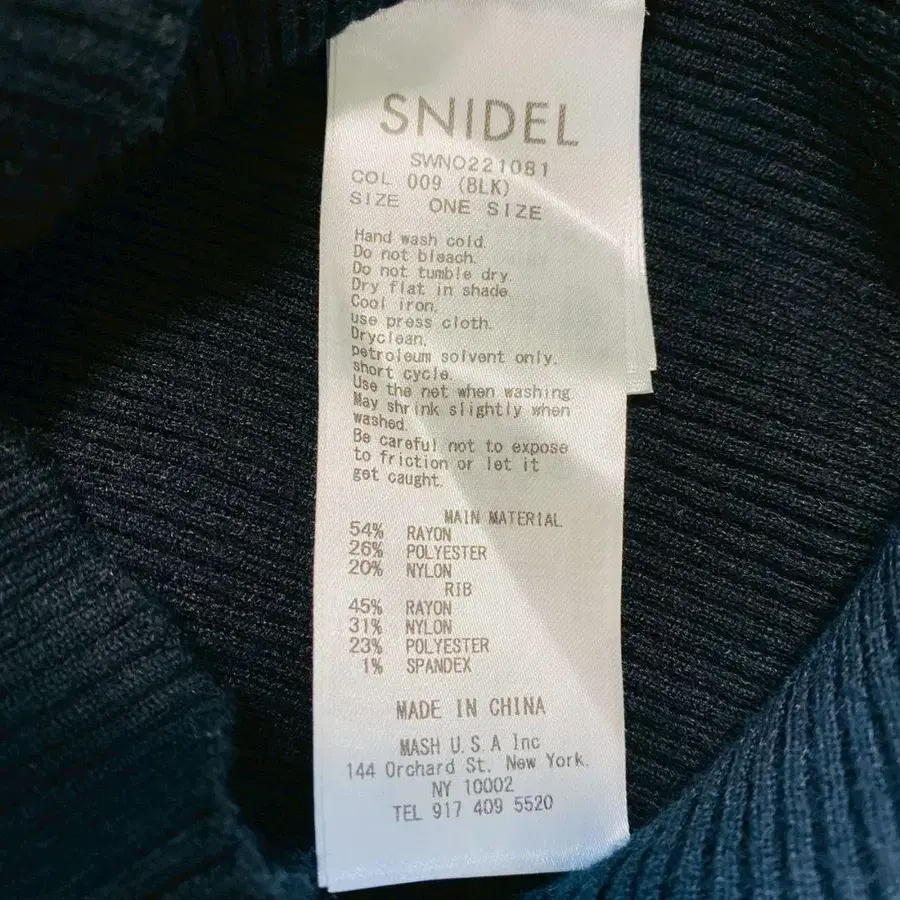 SNIDEL
SWNO221081
COL 009 (BLK)
SIZE ONE SIZE
Hand wash cold.
Do not bleach.
Do not tumble dry.
Dry flat in shade.
Cool iron,
use press cloth.
Dryclean,
petroleum solvent only.
short cycle.
Use the net when washing.
May shrink slightly when
washed.
Be careful not to expose
to friction or let it
get caught.
MAIN MATERIAL
54% RAYON
26% POLYESTER
20% NYLON
RIB
45% RAYON
31% NYLON
23% POLYESTER
1% SPANDEX
MADE IN CHINA
MASH U.S.A Inc
144 Orchard St. New York,
NY 10002
TEL 917 409 5520